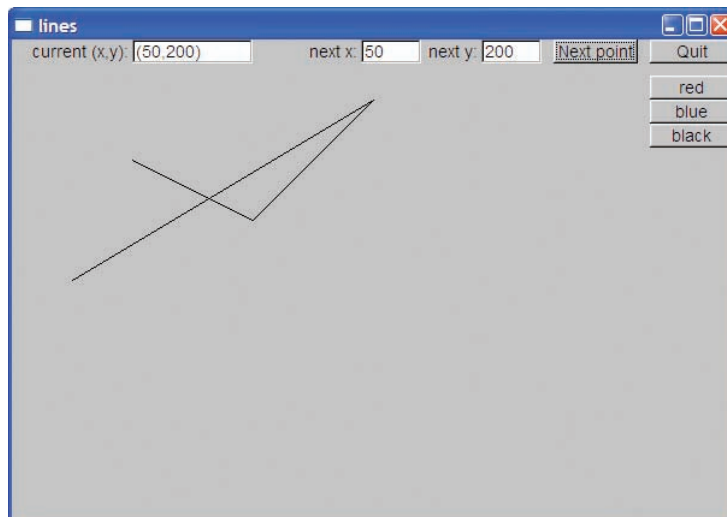 lines
current (x,y): (50,200) next x: 50 next y: 200 Next point Quit
red
blue
black